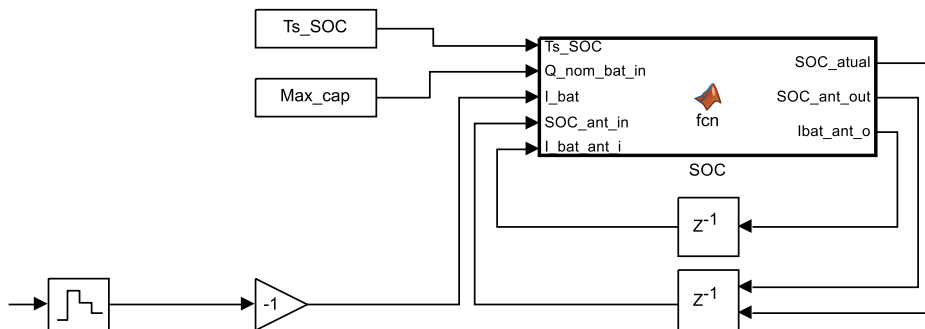 Ts_SOC
Max_cap
Ts_SOC
Q_nom_bat_in
I_bat
SOC_ant_in
I_bat_ant_i
fcn
SOC_atual
SOC_ant_out
Ibat_ant_o
SOC
Z-1
-1
Z-1